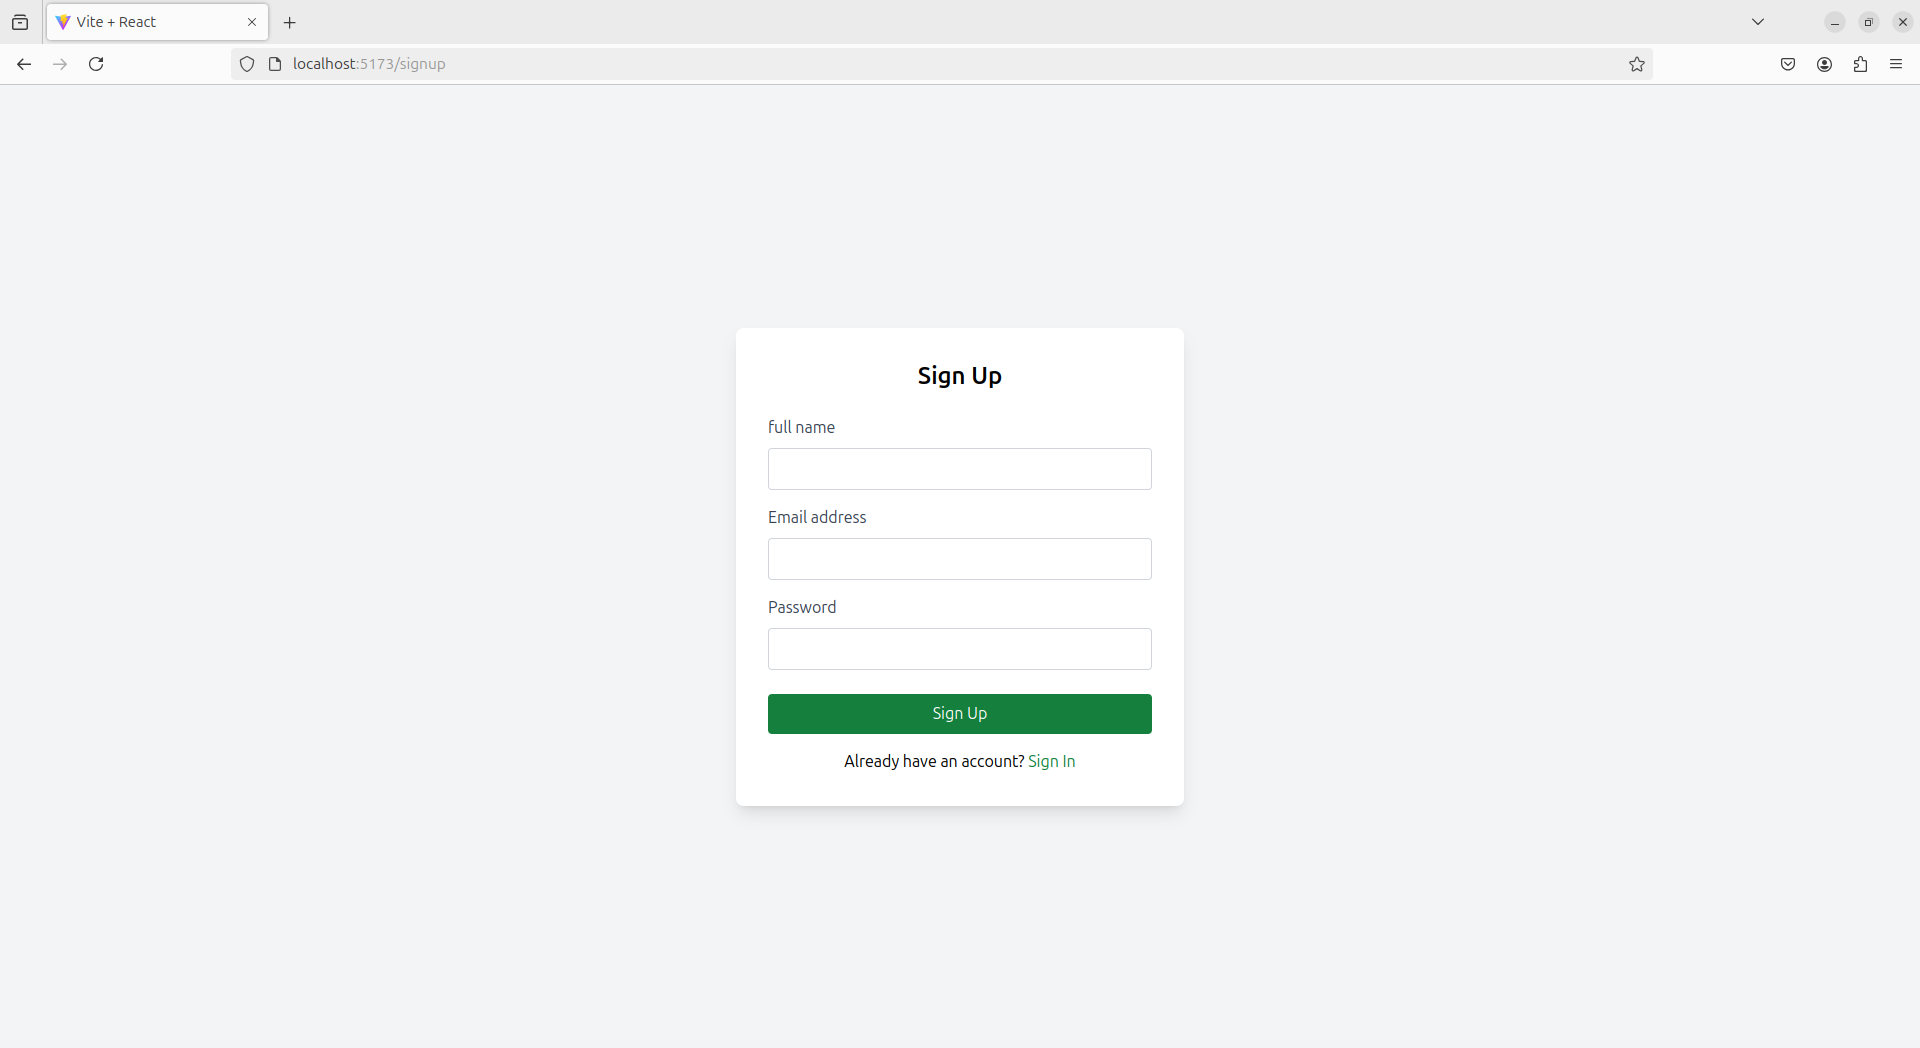 Vite + React
localhost:5173/signup
Sign Up
full name
Email address
Password
Sign Up
Already have an account? Sign In